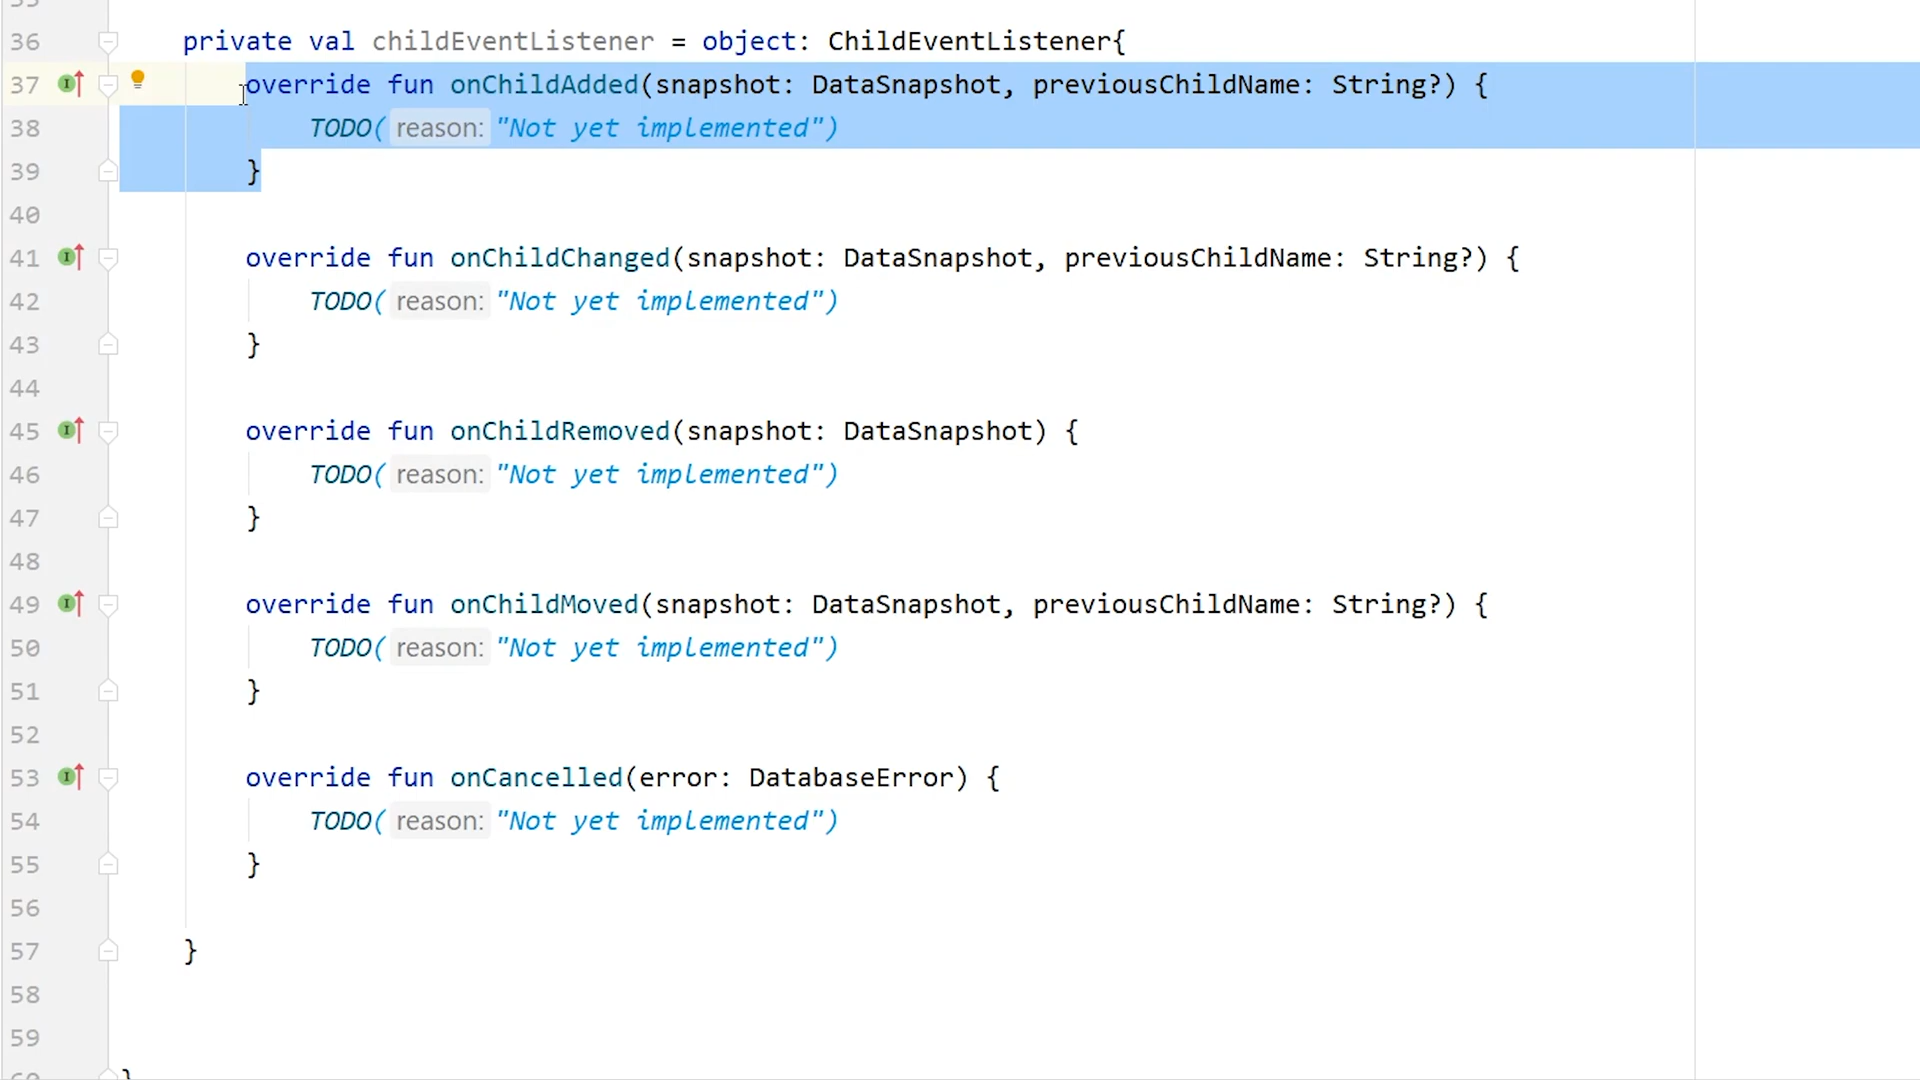 36 private val childEventListener = object: ChildEventListener{
37 override fun onChildAdded(snapshot: DataSnapshot, previousChildName: String?) {
38 TODO( reason: "Not yet implemented")
39 }
40
41 override fun onChildChanged(snapshot: DataSnapshot, previousChildName: String?) {
42 TODO( reason: "Not yet implemented")
43 }
44
45 override fun onChildRemoved(snapshot: DataSnapshot) {
46 TODO( reason: "Not yet implemented")
47 }
48
49 override fun onChildMoved(snapshot: DataSnapshot, previousChildName: String?) {
50 TODO( reason: "Not yet implemented")
51 }
52
53 override fun onCancelled(error: DatabaseError) {
54 TODO( reason: "Not yet implemented")
55 }
56
57 }
58
59
}